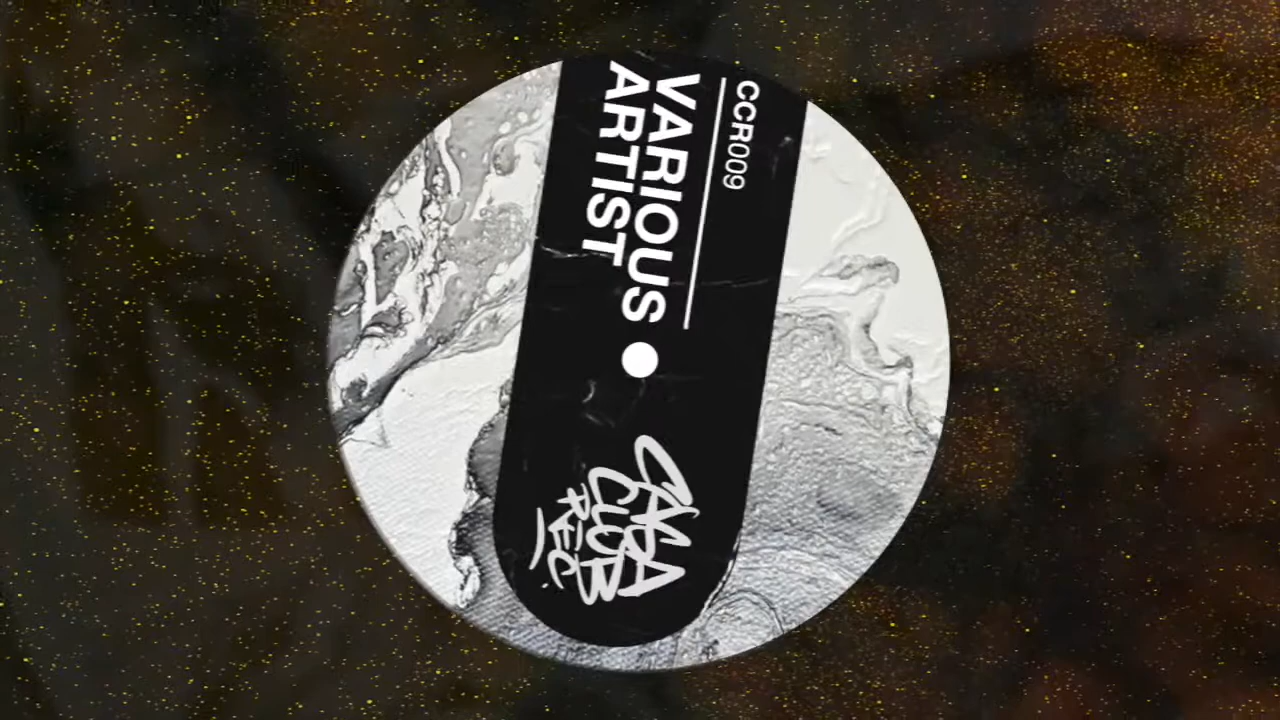 CCR009
VARIOUS
ARTIST
CASA
CLUB
REC.